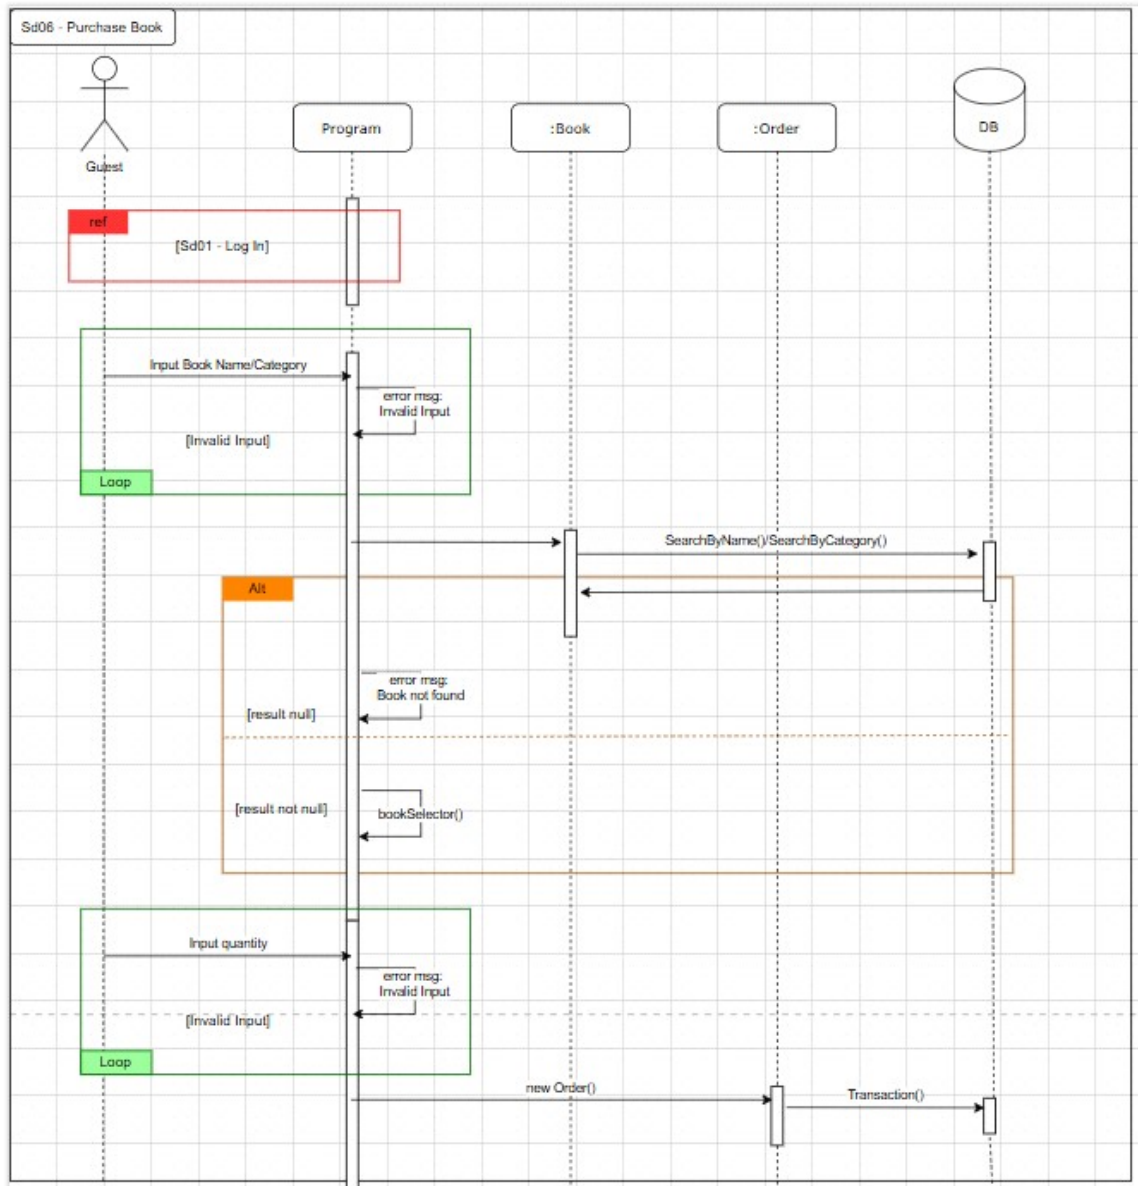 Sd06 - Purchase Book
Guest
Program
:Book
:Order
DB
ref
[Sd01 - Log In]
Input Book Name/Category
error msg:
Invalid Input
[Invalid Input]
Loop
SearchByName()/SearchByCategory()
Alt
error msg:
Book not found
[result null]
[result not null]
bookSelector()
Input quantity
error msg:
Invalid Input
[Invalid Input]
Loop
new Order()
Transaction()